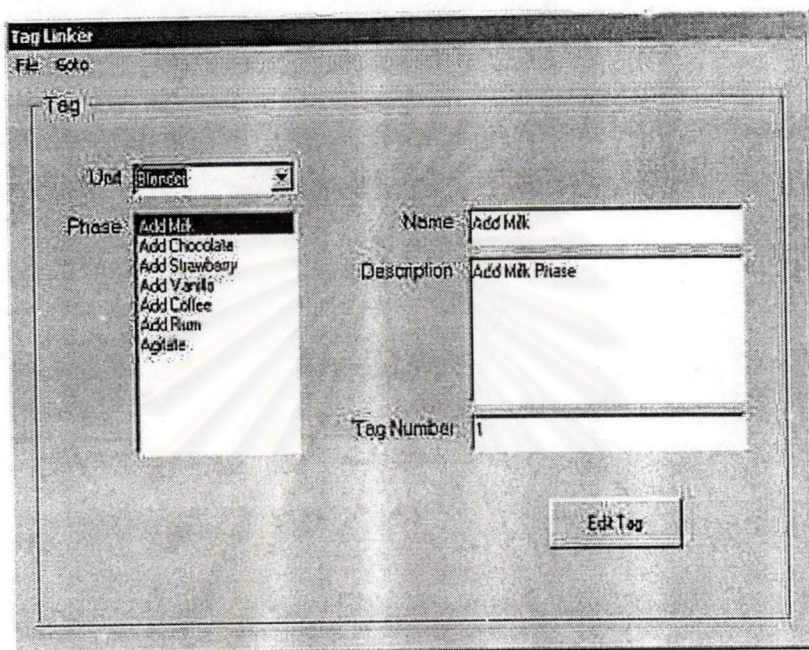 Tag Linker
File Goto
Tag
Unit Blender
Phase
Add Milk
Add Chocolate
Add Strawberry
Add Vanilla
Add Coffee
Add Rum
Agitate
Name Add Milk
Description Add Milk Phase
Tag Number 1
Edit Tag